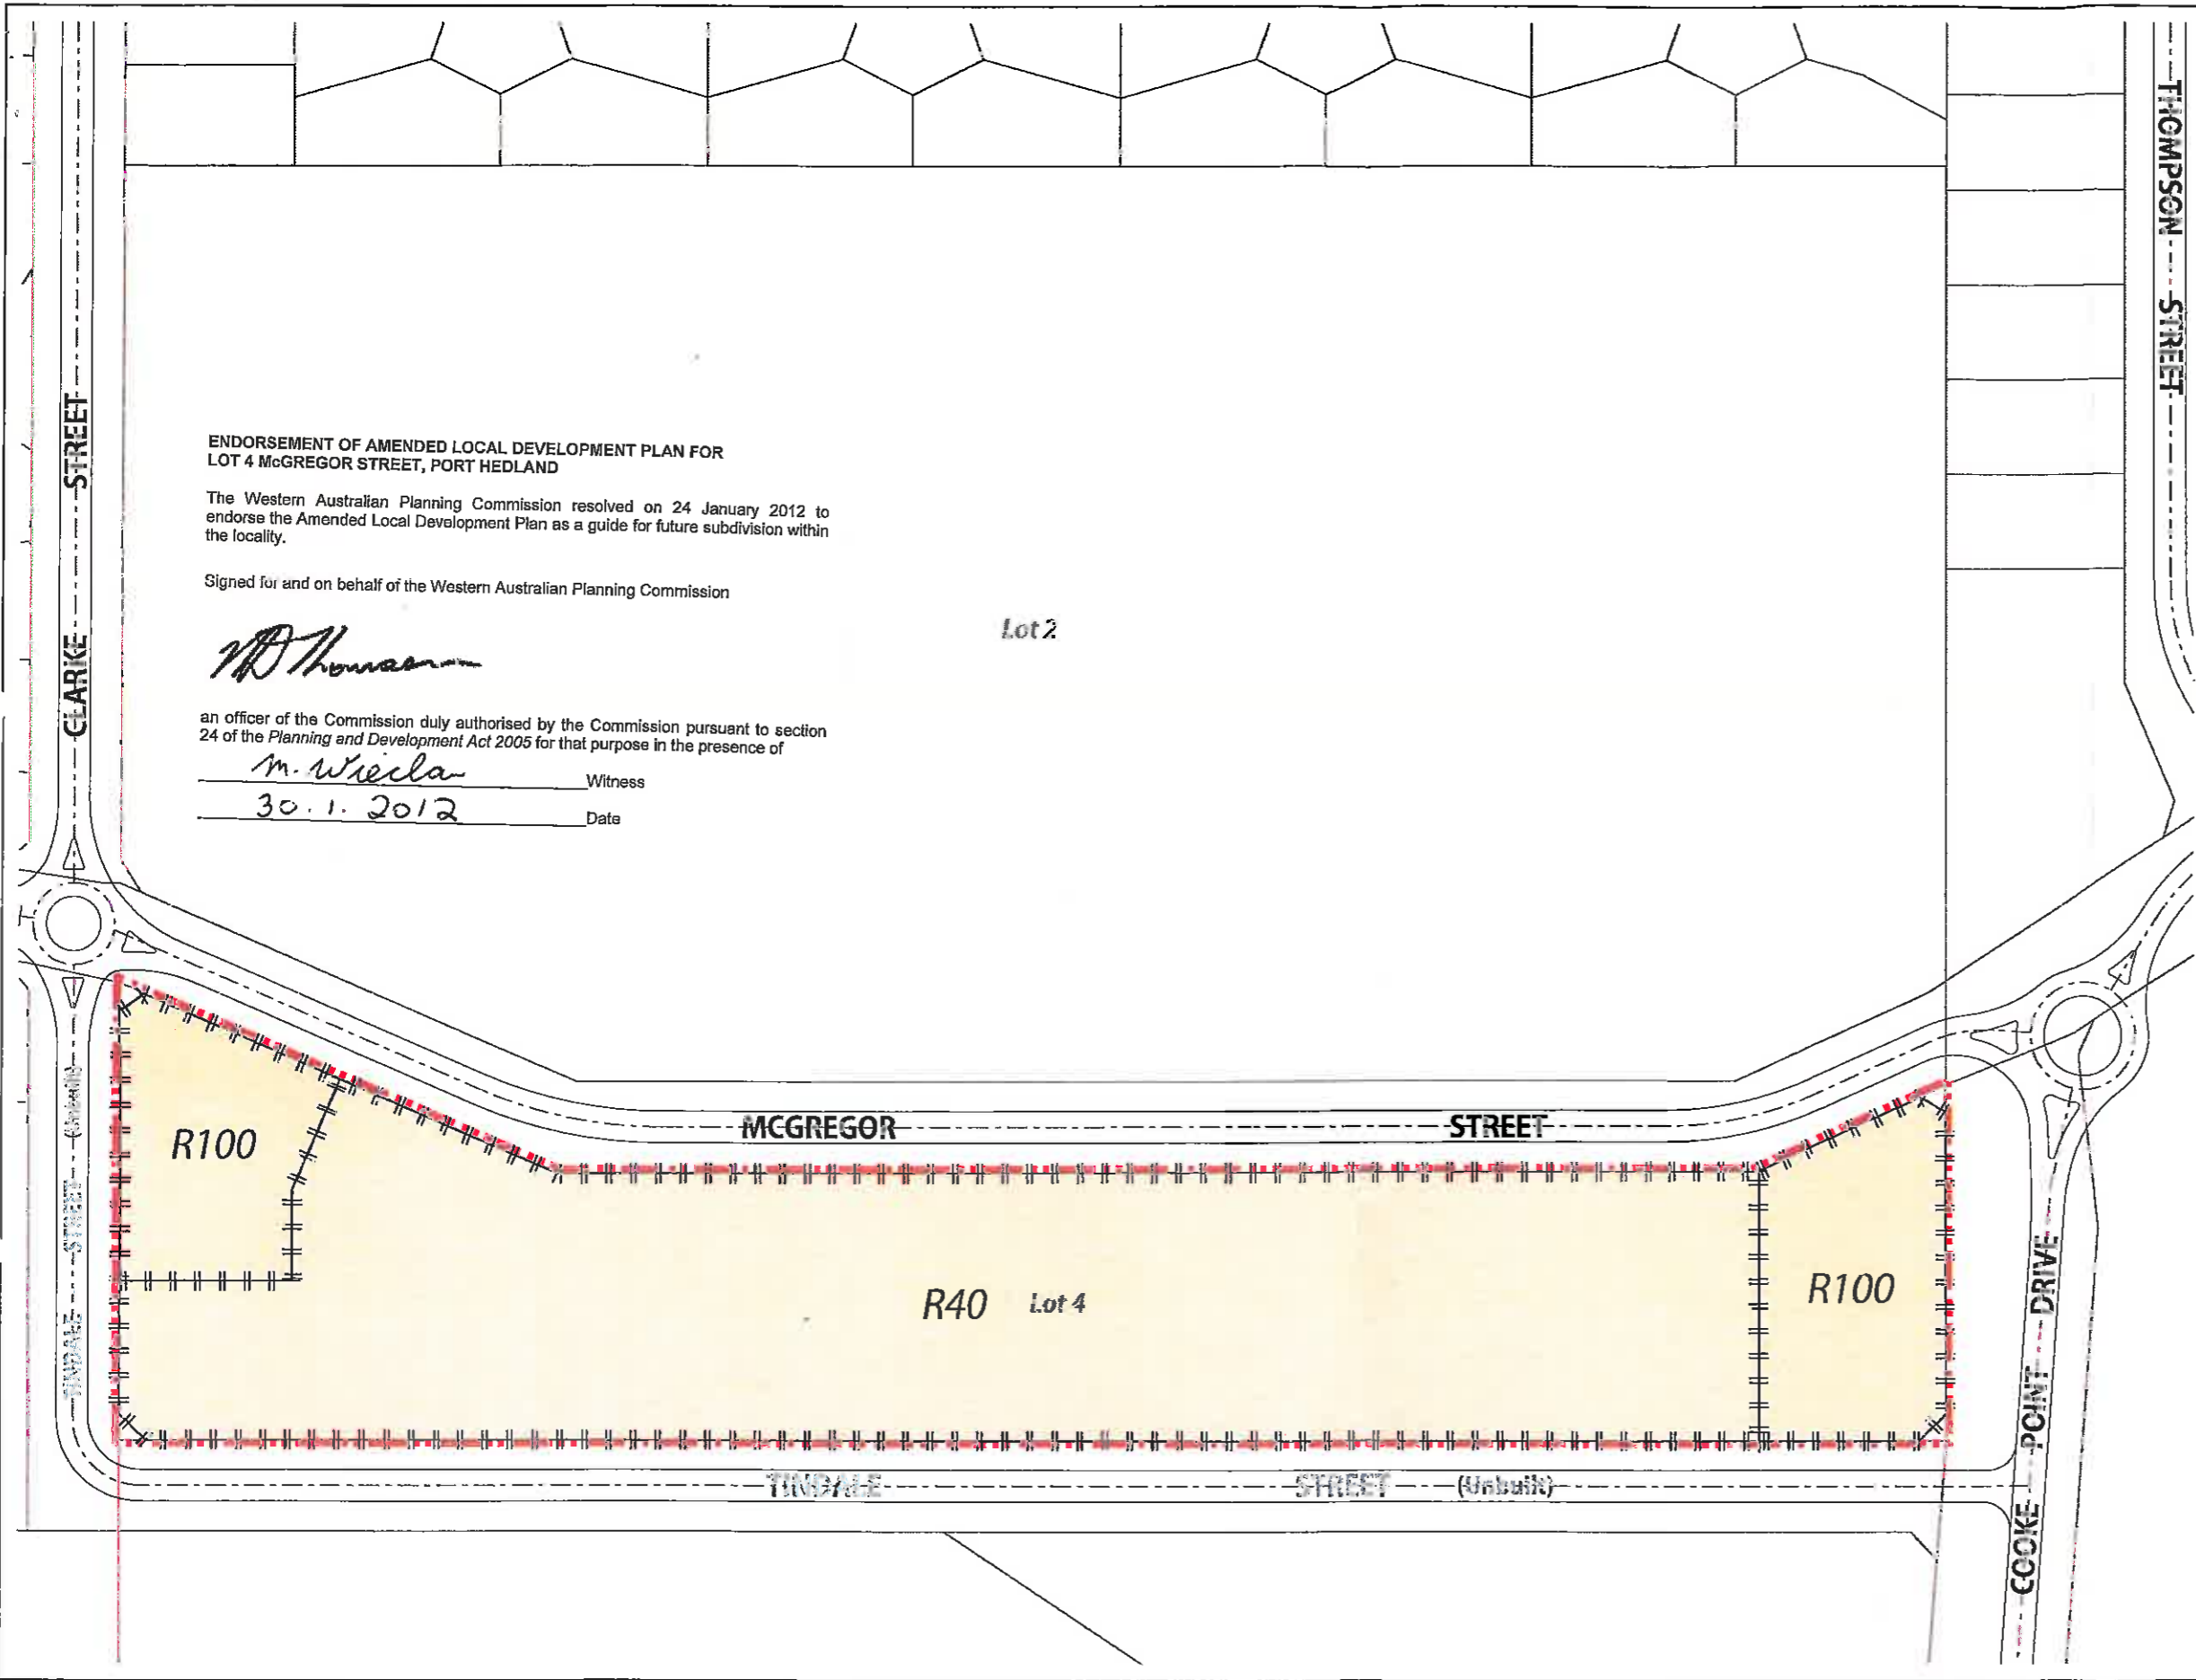 THOMPSON STREET
CLARKE STREET
ENDORSEMENT OF AMENDED LOCAL DEVELOPMENT PLAN FOR
LOT 4 McGREGOR STREET, PORT HEDLAND
The Western Australian Planning Commission resolved on 24 January 2012 to
endorse the Amended Local Development Plan as a guide for future subdivision within
the locality.
Signed for and on behalf of the Western Australian Planning Commission
an officer of the Commission duly authorised by the Commission pursuant to section
24 of the Planning and Development Act 2005 for that purpose in the presence of
Witness
30.1.2012 Date
Lot 2
MCGREGOR STREET
R100
R40 Lot 4
R100
TINDALE STREET (Unbuilt)
TINDALE STREET (Unbuilt)
COOKE POINT DRIVE